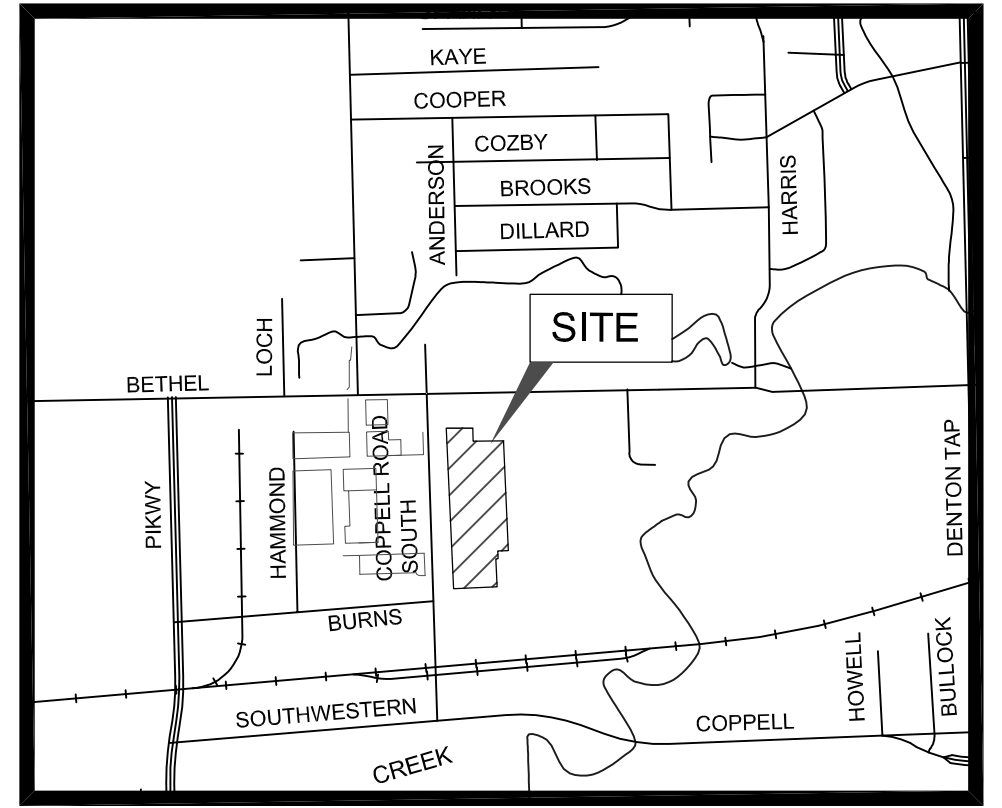 KAYE
COOPER
COZBY
ANDERSON
BROOKS
HARRIS
DILLARD
SITE
LOCH
BETHEL
PIKWY
HAMMOND
COPPELL ROAD
SOUTH
DENTON TAP
BURNS
HOWELL
BULLOCK
SOUTHWESTERN
COPPELL
CREEK